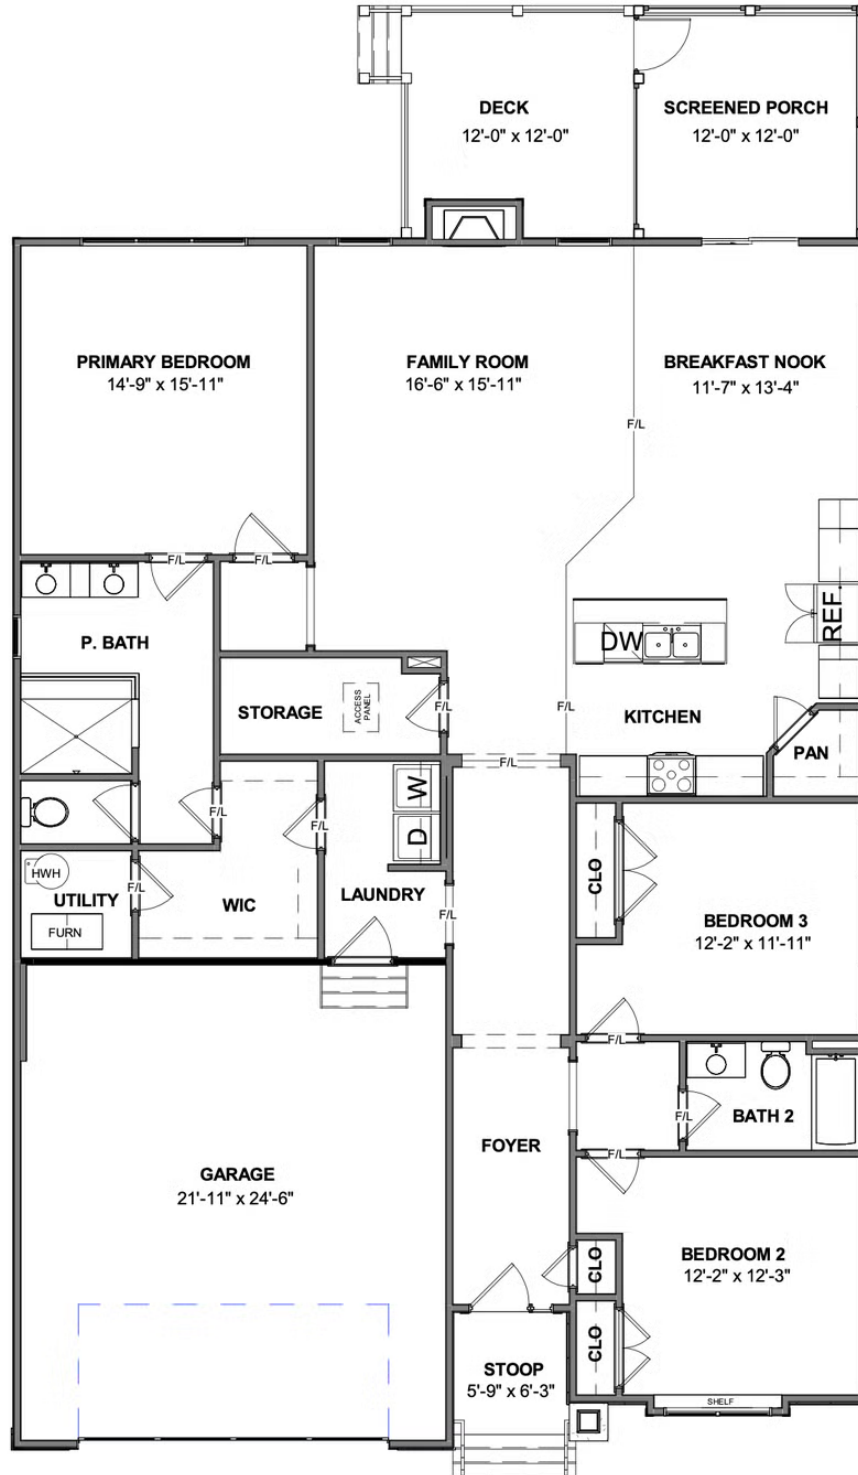 DECK
12'-0" x 12'-0"
SCREENED PORCH
12'-0" x 12'-0"
PRIMARY BEDROOM
14'-9" x 15'-11"
FAMILY ROOM
16'-6" x 15'-11"
BREAKFAST NOOK
11'-7" x 13'-4"
F/L
F/L
F/L
P. BATH
DW
REF
STORAGE
ACCESS
PANEL
F/L
F/L
KITCHEN
PAN
F/L
W
D
F/L
F/L
CLO
HWH
UTILITY
F/L
FURN
WIC
LAUNDRY
F/L
BEDROOM 3
12'-2" x 11'-11"
F/L
F/L
BATH 2
FOYER
F/L
GARAGE
21'-11" x 24'-6"
CLO
BEDROOM 2
12'-2" x 12'-3"
CLO
STOOP
5'-9" x 6'-3"
SHELF